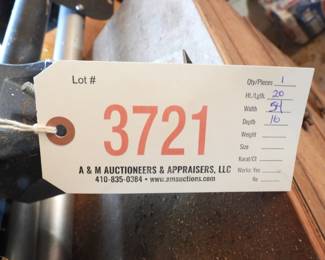 Lot #
3721
A & M AUCTIONEERS & APPRAISERS, LLC
410-835-0384 • www.amauctions.com
Qty/Pieces 1
Ht./Lgth. 20
Width 54
Depth 16
Weight
Size
Karat/Ct
Works: Yes
No